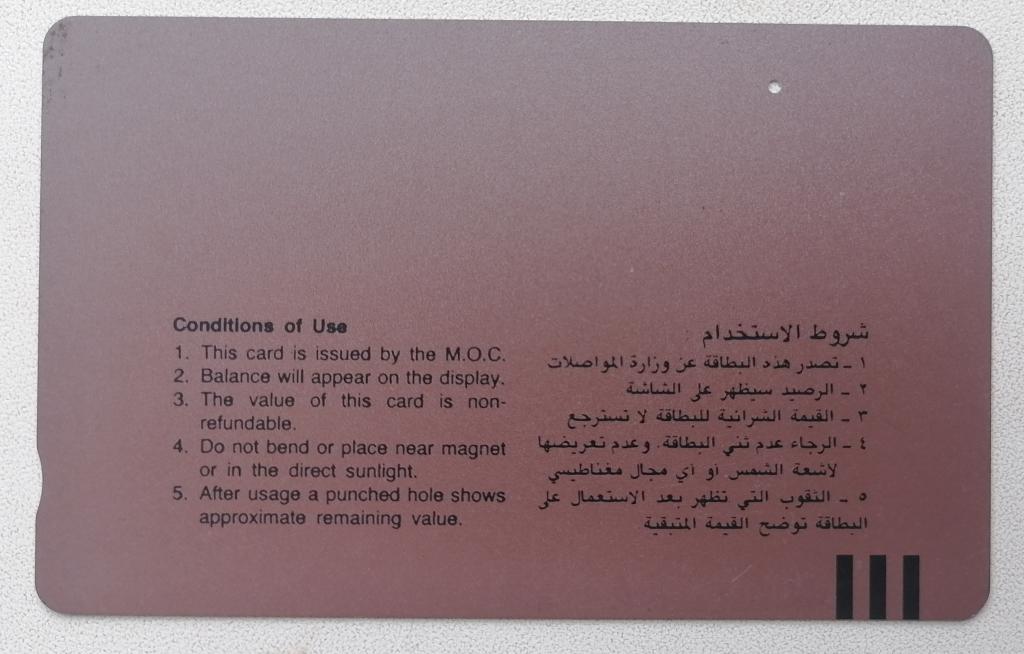 Conditions of Use
1. This card is issued by the M.O.C.
2. Balance will appear on the display.
3. The value of this card is non-
refundable.
4. Do not bend or place near magnet
or in the direct sunlight.
5. After usage a punched hole shows
approximate remaining value.
شروط الاستخدام
١ ـ تصدر هذه البطاقة عن وزارة المواصلات
٢ ـ الرصيد سيظهر على الشاشة
٣ ـ القيمة الشرائية للبطاقة لا تسترجع
٤ ـ الرجاء عدم ثني البطاقة. وعدم تعريضها
لاشعة الشمس أو أي مجال مغناطيسي
٥ ـ الثقوب التي تظهر بعد الاستعمال على
البطاقة توضح القيمة المتبقية